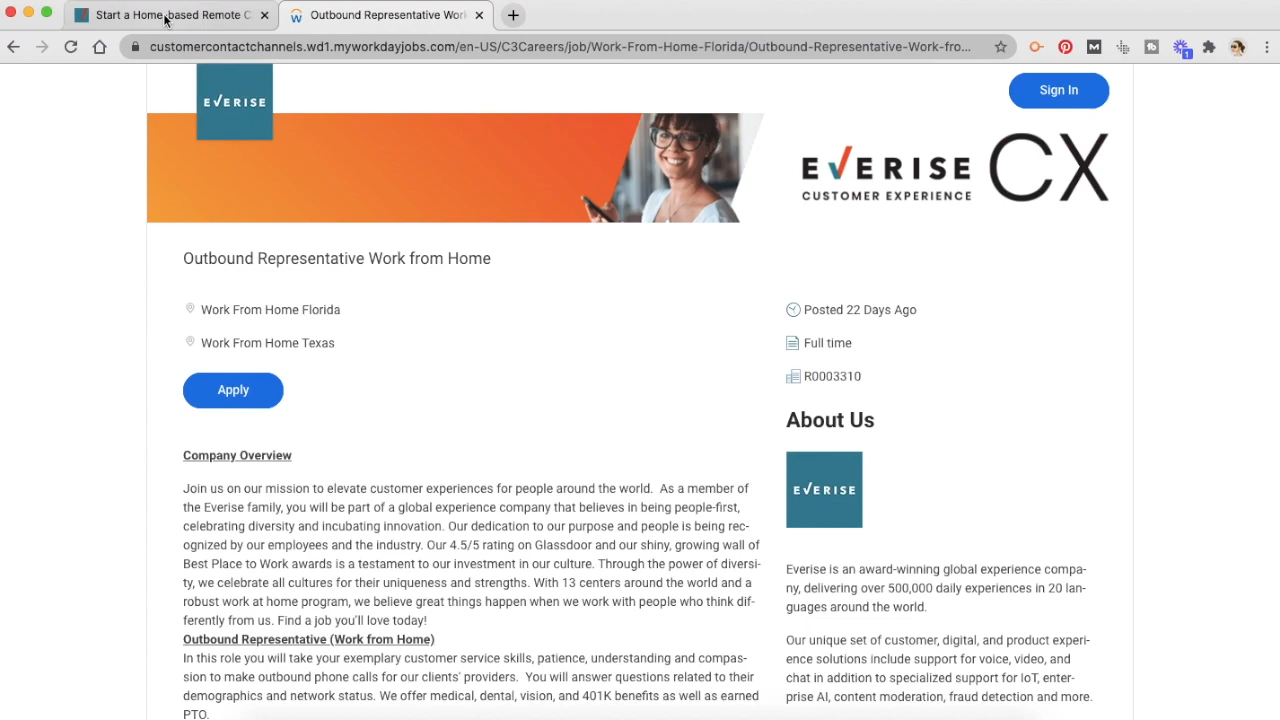 Start a Home-based Remote C
Outbound Representative Wor
customercontactchannels.wd1.myworkdayjobs.com/en-US/C3Careers/job/Work-From-Home-Florida/Outbound-Representative-Work-fro...
1
EVERISE
Sign In
EVERISE CX
CUSTOMER EXPERIENCE
Outbound Representative Work from Home
Work From Home Florida
Posted 22 Days Ago
Work From Home Texas
Full time
R0003310
Apply
About Us
Company Overview
EVERISE
Join us on our mission to elevate customer experiences for people around the world. As a member of
the Everise family, you will be part of a global experience company that believes in being people-first,
celebrating diversity and incubating innovation. Our dedication to our purpose and people is being rec-
ognized by our employees and the industry. Our 4.5/5 rating on Glassdoor and our shiny, growing wall of
Best Place to Work awards is a testament to our investment in our culture. Through the power of diversi-
ty, we celebrate all cultures for their uniqueness and strengths. With 13 centers around the world and a
robust work at home program, we believe great things happen when we work with people who think dif-
ferently from us. Find a job you'll love today!
Outbound Representative (Work from Home)
In this role you will take your exemplary customer service skills, patience, understanding and compas-
sion to make outbound phone calls for our clients' providers. You will answer questions related to their
demographics and network status. We offer medical, dental, vision, and 401K benefits as well as earned
PTO.
Everise is an award-winning global experience compa-
ny, delivering over 500,000 daily experiences in 20 lan-
guages around the world.
Our unique set of customer, digital, and product experi-
ence solutions include support for voice, video, and
chat in addition to specialized support for IoT, enter-
prise AI, content moderation, fraud detection and more.